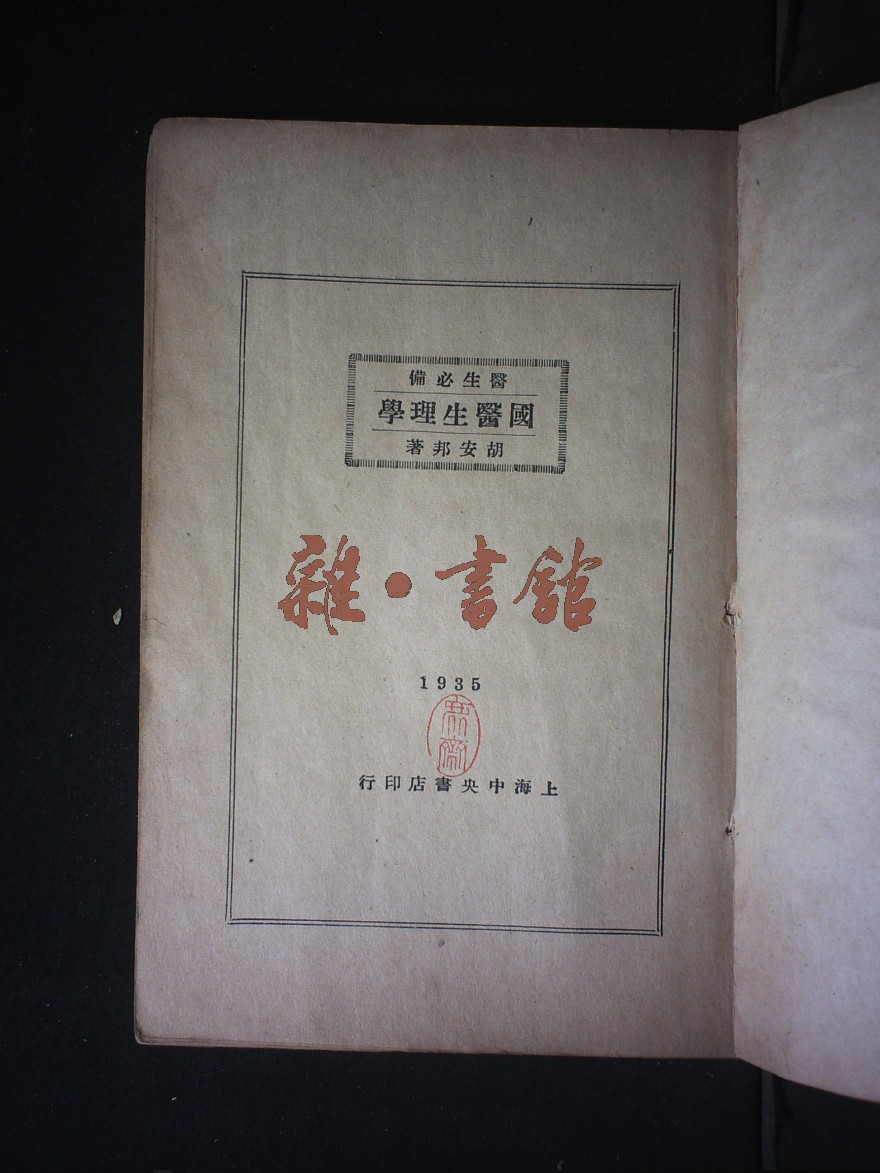 醫生必備
國醫生理學
胡安邦著
雜·書館
1935
上海中央書店印行